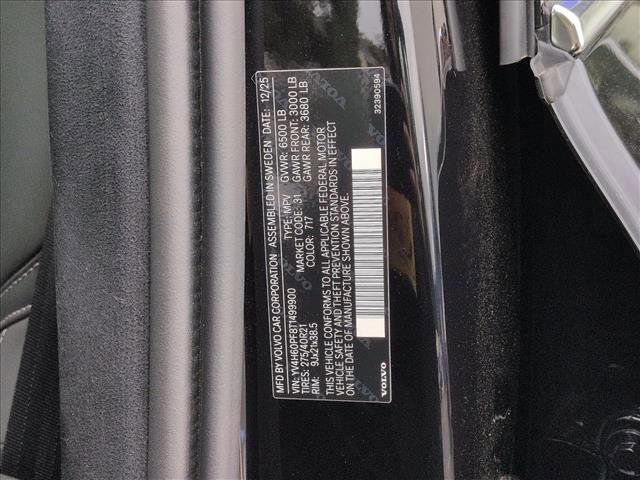 MFD BY VOLVO CAR CORPORATION ASSEMBLED IN SWEDEN DATE: 12/25
GVWR: 6500 LB
GAWR FRONT: 3000 LB
GAWR REAR: 3680 LB
VIN: YV4H60PF8T1499900 TYPE: MPV
TIRES: 275/40R21 MARKET CODE: 31
RIM: 9Jx21x38.5 COLOR: 717
THIS VEHICLE CONFORMS TO ALL APPLICABLE FEDERAL MOTOR
VEHICLE SAFETY AND THEFT PREVENTION STANDARDS IN EFFECT
ON THE DATE OF MANUFACTURE SHOWN ABOVE.
VOLVO 32390594